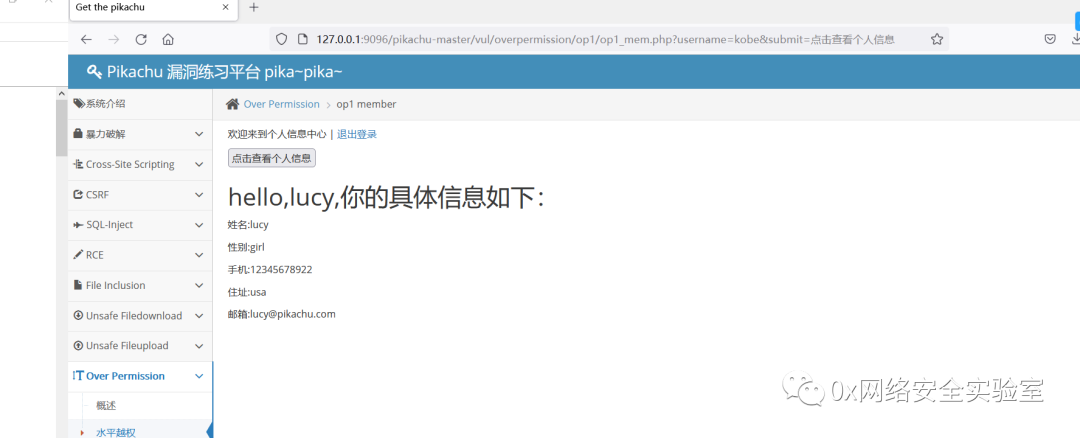 Get the pikachu
127.0.0.1:9096/pikachu-master/vul/overpermission/op1/op1_mem.php?username=kobe&submit=点击查看个人信息
Pikachu 漏洞练习平台 pika~pika~
系统介绍
暴力破解
Cross-Site Scripting
CSRF
SQL-Inject
RCE
File Inclusion
Unsafe Filedownload
Unsafe Fileupload
Over Permission
概述
水平越权
Over Permission > op1 member
欢迎来到个人信息中心 | 退出登录
点击查看个人信息
hello,lucy,你的具体信息如下：
姓名:lucy
性别:girl
手机:12345678922
住址:usa
邮箱:lucy@pikachu.com
0x网络安全实验室